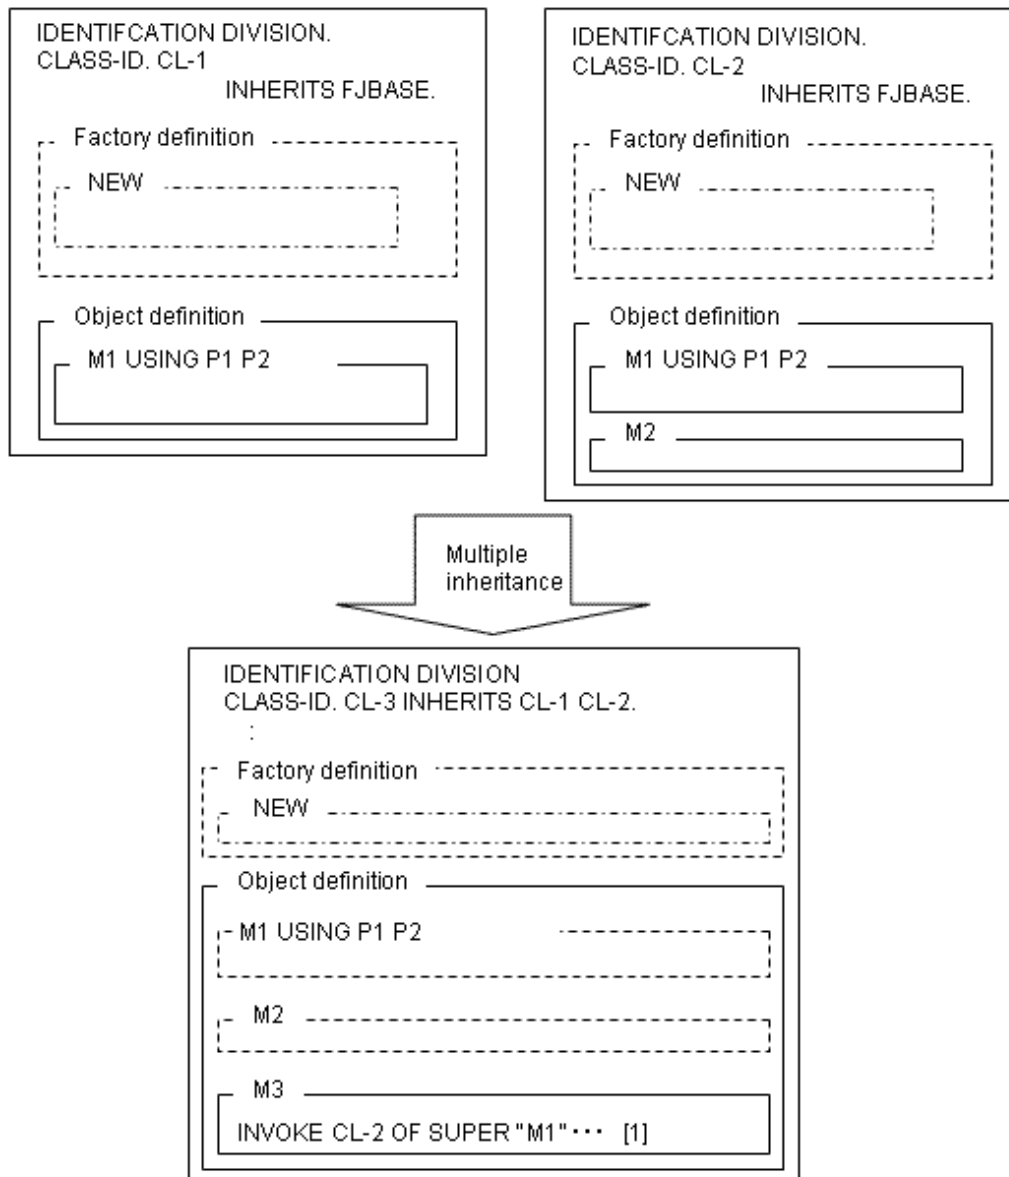 IDENTIFCATION DIVISION.
CLASS-ID. CL-1
INHERITS FJBASE.
Factory definition
NEW
Object definition
M1 USING P1 P2
IDENTIFCATION DIVISION.
CLASS-ID. CL-2
INHERITS FJBASE.
Factory definition
NEW
Object definition
M1 USING P1 P2
M2
Multiple
inheritance
IDENTIFICATION DIVISION
CLASS-ID. CL-3 INHERITS CL-1 CL-2.
:
Factory definition
NEW
Object definition
M1 USING P1 P2
M2
M3
INVOKE CL-2 OF SUPER "M1"··· [1]